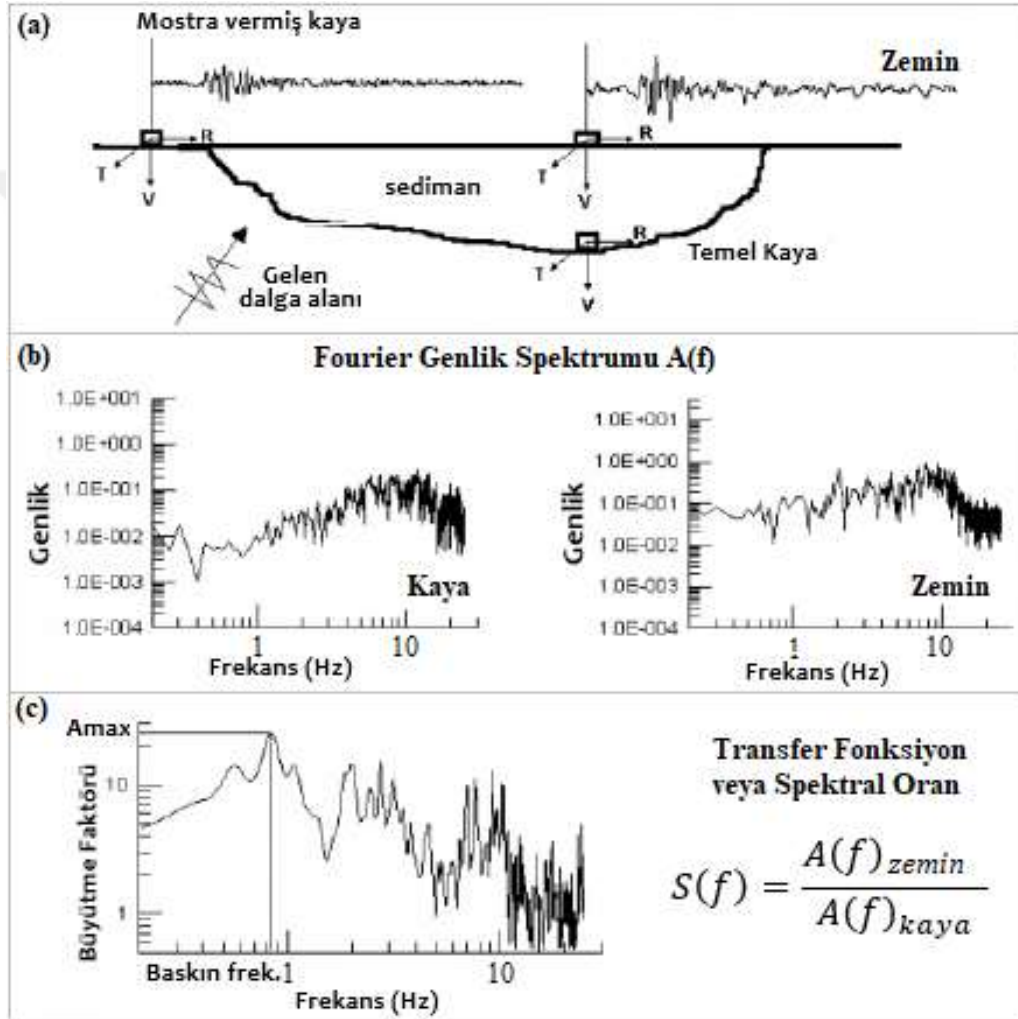 (a)
Mostra vermiş kaya
Zemin
R
T
V
R
T
V
sediman
R
T
V
Temel Kaya
Gelen
dalga alanı
(b)
Fourier Genlik Spektrumu A(f)
Genlik
1.0E+001
1.0E+000
1.0E-001
1.0E-002
1.0E-003
1.0E-004
Kaya
1
10
Frekans (Hz)
Genlik
1.0E+001
1.0E+000
1.0E-001
1.0E-002
1.0E-003
1.0E-004
Zemin
1
10
Frekans (Hz)
(c)
Amax
Büyütme Faktörü
10
1
Baskın frek.
1
10
Frekans (Hz)
Transfer Fonksiyon
veya Spektral Oran
S(f) = A(f)zemin / A(f)kaya